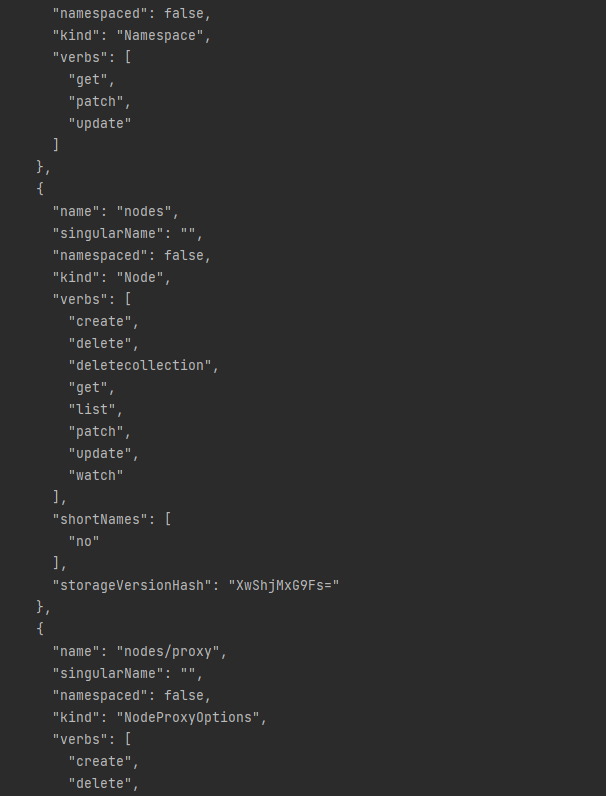 "namespaced": false,
"kind": "Namespace",
"verbs": [
"get",
"patch",
"update"
]
},
{
"name": "nodes",
"singularName": "",
"namespaced": false,
"kind": "Node",
"verbs": [
"create",
"delete",
"deletecollection",
"get",
"list",
"patch",
"update",
"watch"
],
"shortNames": [
"no"
],
"storageVersionHash": "XwShjMxG9Fs="
},
{
"name": "nodes/proxy",
"singularName": "",
"namespaced": false,
"kind": "NodeProxyOptions",
"verbs": [
"create",
"delete",